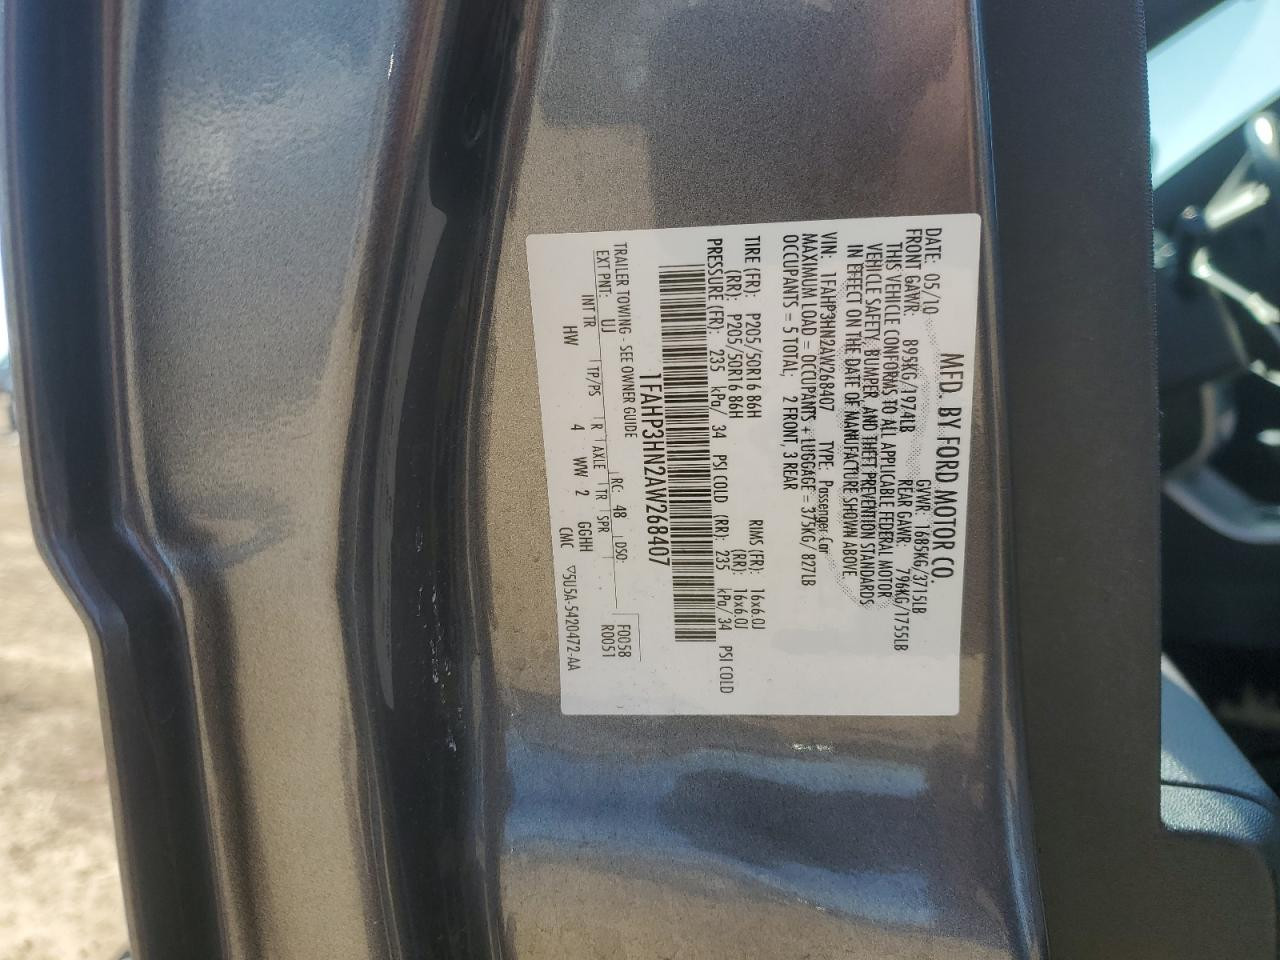 MFD. BY FORD MOTOR CO.
DATE: 05/10 GVWR: 1685KG/3715LB
FRONT GAWR: 895KG/1974LB REAR GAWR: 796KG/1755LB
THIS VEHICLE CONFORMS TO ALL APPLICABLE FEDERAL MOTOR
VEHICLE SAFETY, BUMPER, AND THEFT PREVENTION STANDARDS
IN EFFECT ON THE DATE OF MANUFACTURE SHOWN ABOVE
VIN: 1FAHP3HN2AW268407 TYPE: Passenger Car
MAXIMUM LOAD = OCCUPANTS + LUGGAGE = 375KG/ 827LB
OCCUPANTS = 5 TOTAL, 2 FRONT, 3 REAR
TIRE (FR): P205/50R16 86H RIMS (FR): 16x6.0J
(RR): P205/50R16 86H (RR): 16x6.0J
PRESSURE (FR): 235 kPa/ 34 PSI COLD (RR): 235 kPa/ 34 PSI COLD
1FAHP3HN2AW268407
TRAILER TOWING - SEE OWNER GUIDE F0058
EXT PNT: UJ RC: 48 DSO: R0051
INT TR TP/PS R AXLE TR SPR
HW 4 WW 2 GGHH
CMC ▽5U5A-5420472-AA